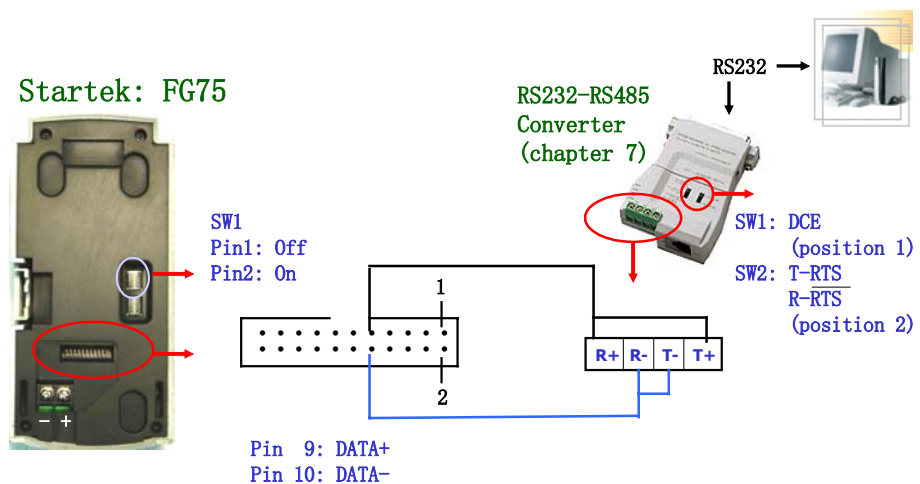 RS232
Startek: FG75
RS232-RS485
Converter
(chapter 7)
SW1
Pin1: Off
Pin2: On
SW1: DCE
(position 1)
SW2: T-RTS
R-RTS
(position 2)
1
R+ R- T- T+
2
- +
Pin 9: DATA+
Pin 10: DATA-